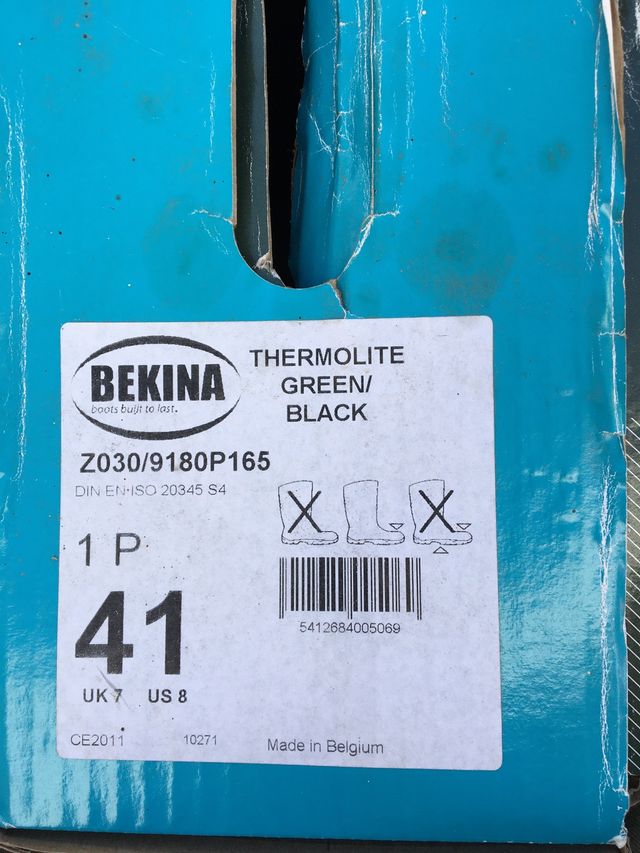 BEKINA
boots built to last.
THERMOLITE
GREEN/
BLACK
Z030/9180P165
DIN EN-ISO 20345 S4
1 P
41
UK 7 US 8
5412684005069
CE2011 10271 Made in Belgium